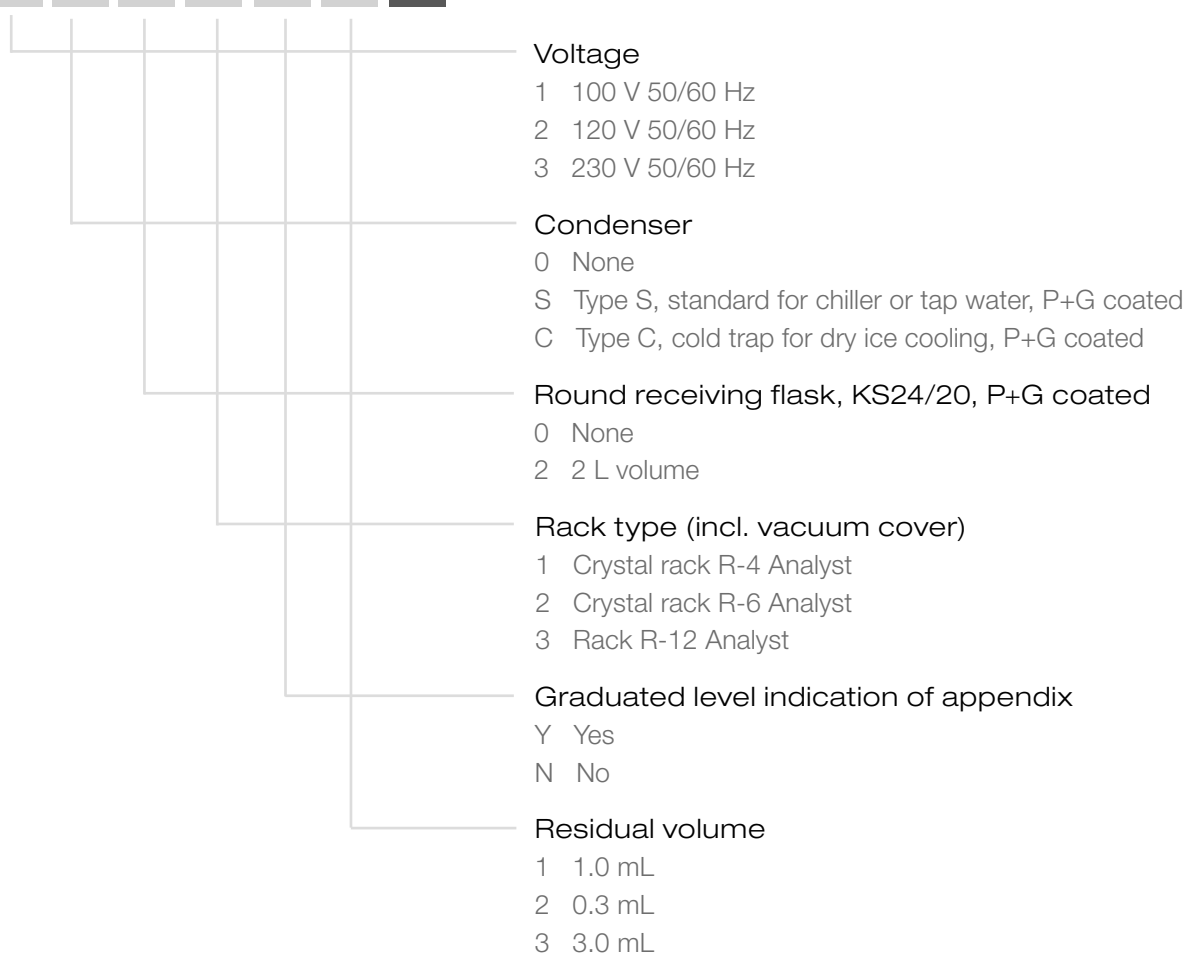 Voltage
1 100 V 50/60 Hz
2 120 V 50/60 Hz
3 230 V 50/60 Hz
Condenser
0 None
S Type S, standard for chiller or tap water, P+G coated
C Type C, cold trap for dry ice cooling, P+G coated
Round receiving flask, KS24/20, P+G coated
0 None
2 2 L volume
Rack type (incl. vacuum cover)
1 Crystal rack R-4 Analyst
2 Crystal rack R-6 Analyst
3 Rack R-12 Analyst
Graduated level indication of appendix
Y Yes
N No
Residual volume
1 1.0 mL
2 0.3 mL
3 3.0 mL